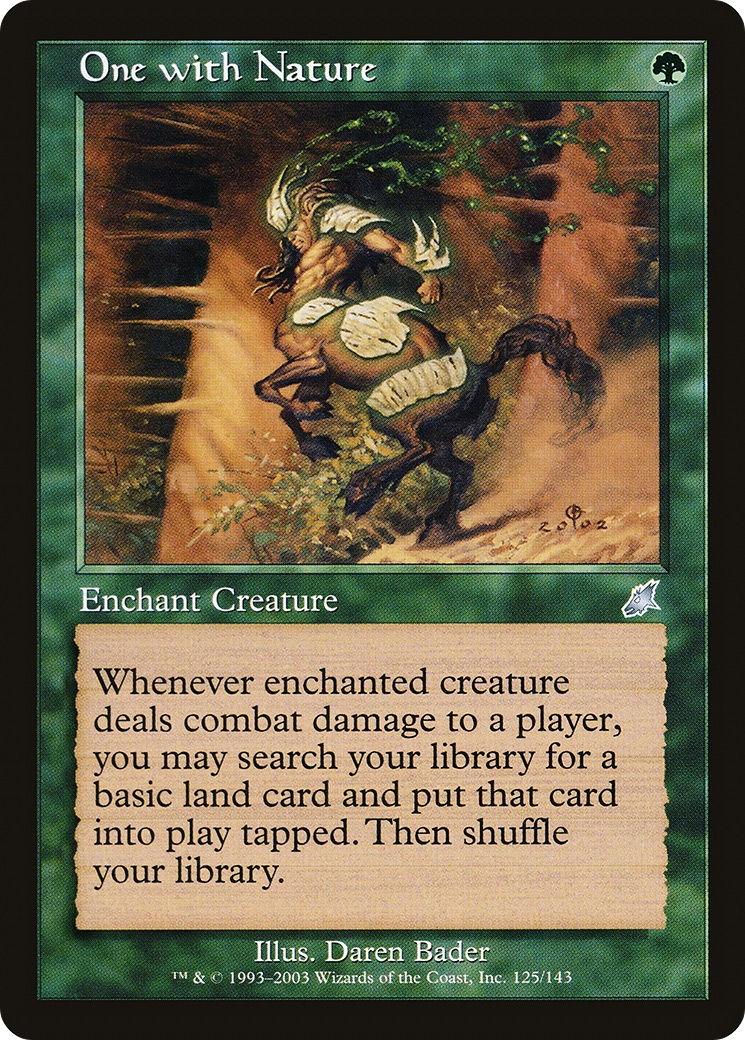 One with Nature
2002
Enchant Creature
Whenever enchanted creature
deals combat damage to a player,
you may search your library for a
basic land card and put that card
into play tapped. Then shuffle
your library.
Illus. Daren Bader
™ & © 1993–2003 Wizards of the Coast, Inc. 125/143